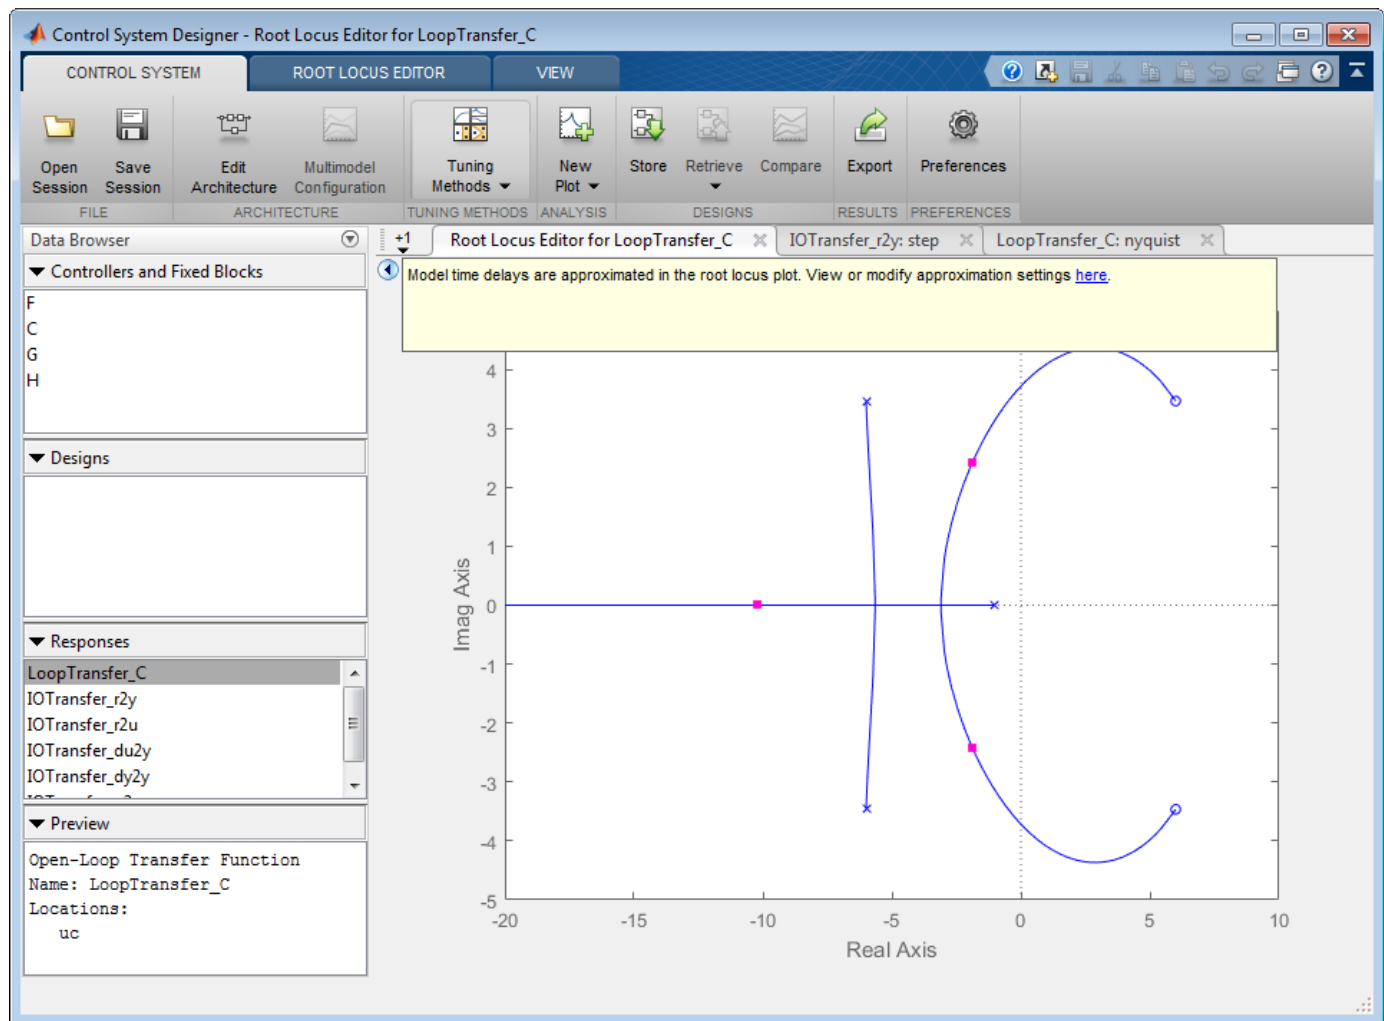 Control System Designer - Root Locus Editor for LoopTransfer_C
CONTROL SYSTEM ROOT LOCUS EDITOR VIEW
Open Session
Save Session
Edit Architecture
Multimodel Configuration
Tuning Methods
New Plot
Store
Retrieve
Compare
Export
Preferences
FILE ARCHITECTURE TUNING METHODS ANALYSIS DESIGNS RESULTS PREFERENCES
Data Browser
+1
Root Locus Editor for LoopTransfer_C
IOTransfer_r2y: step
LoopTransfer_C: nyquist
Controllers and Fixed Blocks
F
C
G
H
Designs
Responses
LoopTransfer_C
IOTransfer_r2y
IOTransfer_r2u
IOTransfer_du2y
IOTransfer_dy2y
Preview
Open-Loop Transfer Function
Name: LoopTransfer_C
Locations:
uc
Model time delays are approximated in the root locus plot. View or modify approximation settings here.
4
3
2
1
0
-1
-2
-3
-4
-5
Imag Axis
-20 -15 -10 -5 0 5 10
Real Axis